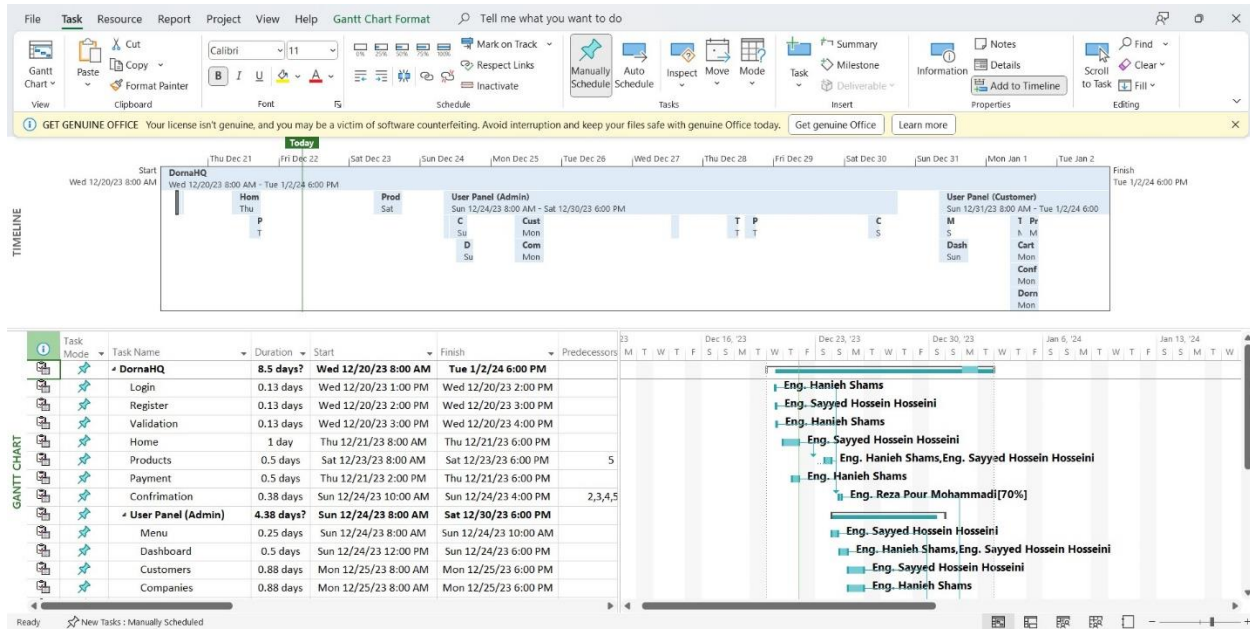 File Task Resource Report Project View Help Gantt Chart Format Tell me what you want to do
Cut
Copy
Format Painter
Paste
Gantt Chart
Calibri 11
B I U A
0% 25% 50% 75% 100%
Mark on Track
Respect Links
Inactivate
Manually Schedule
Auto Schedule
Inspect Move Mode
Task
Summary
Milestone
Deliverable
Information
Notes
Details
Add to Timeline
Scroll to Task
Find
Clear
Fill
View Clipboard Font Schedule Tasks Insert Properties Editing
GET GENUINE OFFICE Your license isn't genuine, and you may be a victim of software counterfeiting. Avoid interruption and keep your files safe with genuine Office today. Get genuine Office Learn more
Today
Thu Dec 21 Fri Dec 22 Sat Dec 23 Sun Dec 24 Mon Dec 25 Tue Dec 26 Wed Dec 27 Thu Dec 28 Fri Dec 29 Sat Dec 30 Sun Dec 31 Mon Jan 1 Tue Jan 2
Start
Wed 12/20/23 8:00 AM
DornaHQ
Wed 12/20/23 8:00 AM - Tue 1/2/24 6:00 PM
Finish
Tue 1/2/24 6:00 PM
TIMELINE
Hom Prod User Panel (Admin) User Panel (Customer)
Thu Sat Sun 12/24/23 8:00 AM - Sat 12/30/23 6:00 PM Sun 12/31/23 8:00 AM - Tue 1/2/24 6:00
P C Cust T P C M T Pr
T Su Mon T T S S M
D Com Dash Cart
Su Mon Sun Mon
Conf
Mon
Dorn
Mon
GANTT CHART
Task Mode Task Name Duration Start Finish Predecessors
23 Dec 16, '23 Dec 23, '23 Dec 30, '23 Jan 6, '24 Jan 13, '24
M T W T F S S M T W T F S S M T W T F S S M T W T F S S M T W T F S S M T W
DornaHQ 8.5 days? Wed 12/20/23 8:00 AM Tue 1/2/24 6:00 PM
Login 0.13 days Wed 12/20/23 1:00 PM Wed 12/20/23 2:00 PM Eng. Hanieh Shams
Register 0.13 days Wed 12/20/23 2:00 PM Wed 12/20/23 3:00 PM Eng. Sayyed Hossein Hosseini
Validation 0.13 days Wed 12/20/23 3:00 PM Wed 12/20/23 4:00 PM Eng. Hanieh Shams
Home 1 day Thu 12/21/23 8:00 AM Thu 12/21/23 6:00 PM Eng. Sayyed Hossein Hosseini
Products 0.5 days Sat 12/23/23 8:00 AM Sat 12/23/23 6:00 PM 5 Eng. Hanieh Shams,Eng. Sayyed Hossein Hosseini
Payment 0.5 days Thu 12/21/23 2:00 PM Thu 12/21/23 6:00 PM Eng. Hanieh Shams
Confrimation 0.38 days Sun 12/24/23 10:00 AM Sun 12/24/23 4:00 PM 2,3,4,5 Eng. Reza Pour Mohammadi[70%]
User Panel (Admin) 4.38 days? Sun 12/24/23 8:00 AM Sat 12/30/23 6:00 PM
Menu 0.25 days Sun 12/24/23 8:00 AM Sun 12/24/23 10:00 AM Eng. Sayyed Hossein Hosseini
Dashboard 0.5 days Sun 12/24/23 12:00 PM Sun 12/24/23 6:00 PM Eng. Hanieh Shams,Eng. Sayyed Hossein Hosseini
Customers 0.88 days Mon 12/25/23 8:00 AM Mon 12/25/23 6:00 PM Eng. Sayyed Hossein Hosseini
Companies 0.88 days Mon 12/25/23 8:00 AM Mon 12/25/23 6:00 PM Eng. Hanieh Shams
Ready New Tasks : Manually Scheduled